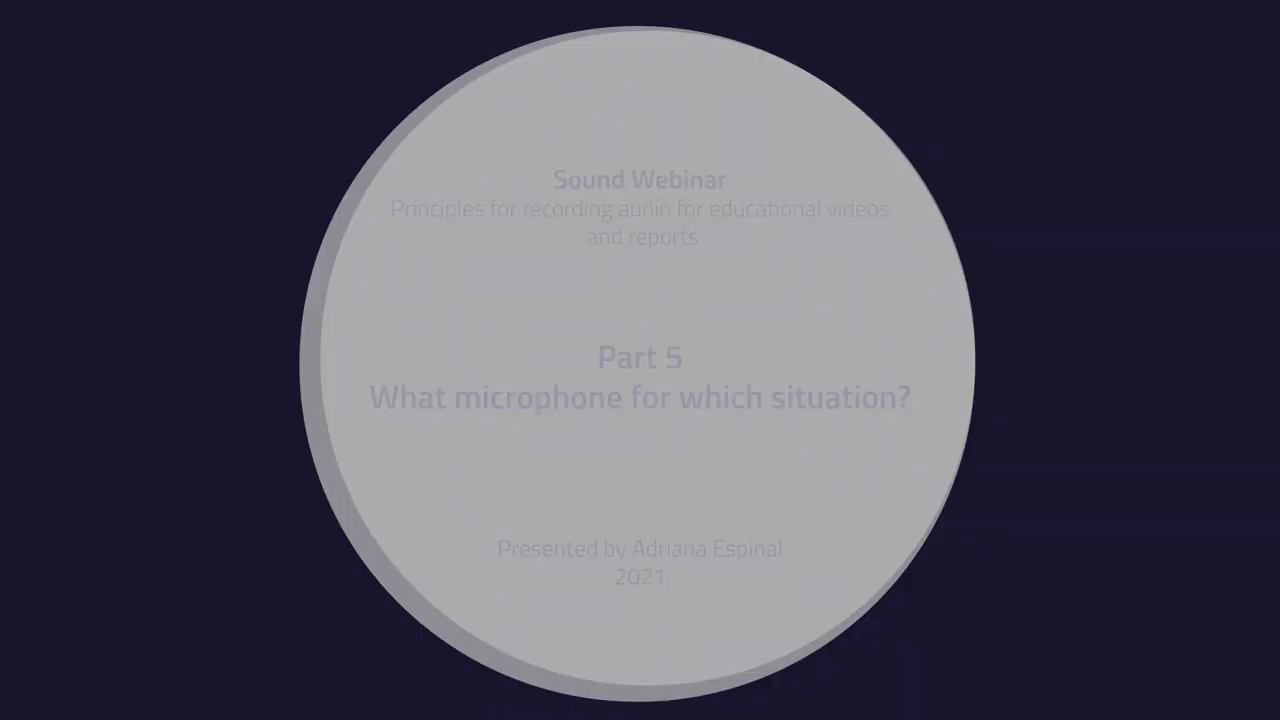 Sound Webinar
Principles for recording audio for educational videos
and reports
Part 5
What microphone for which situation?
Presented by Adriana Espinal
2021